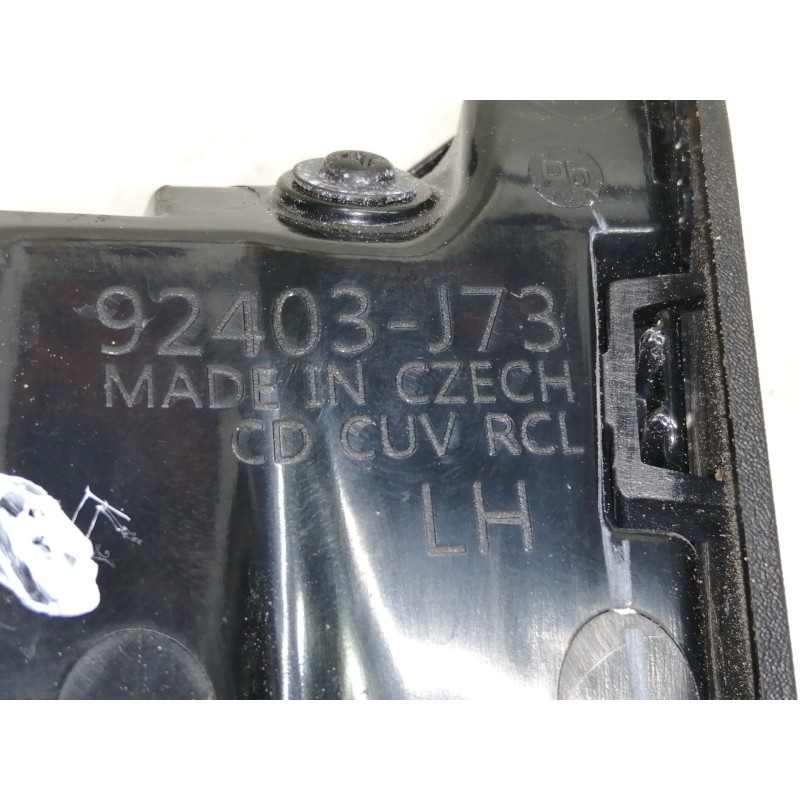 92403-J73
MADE IN CZECH
CD CUV RCL
LH